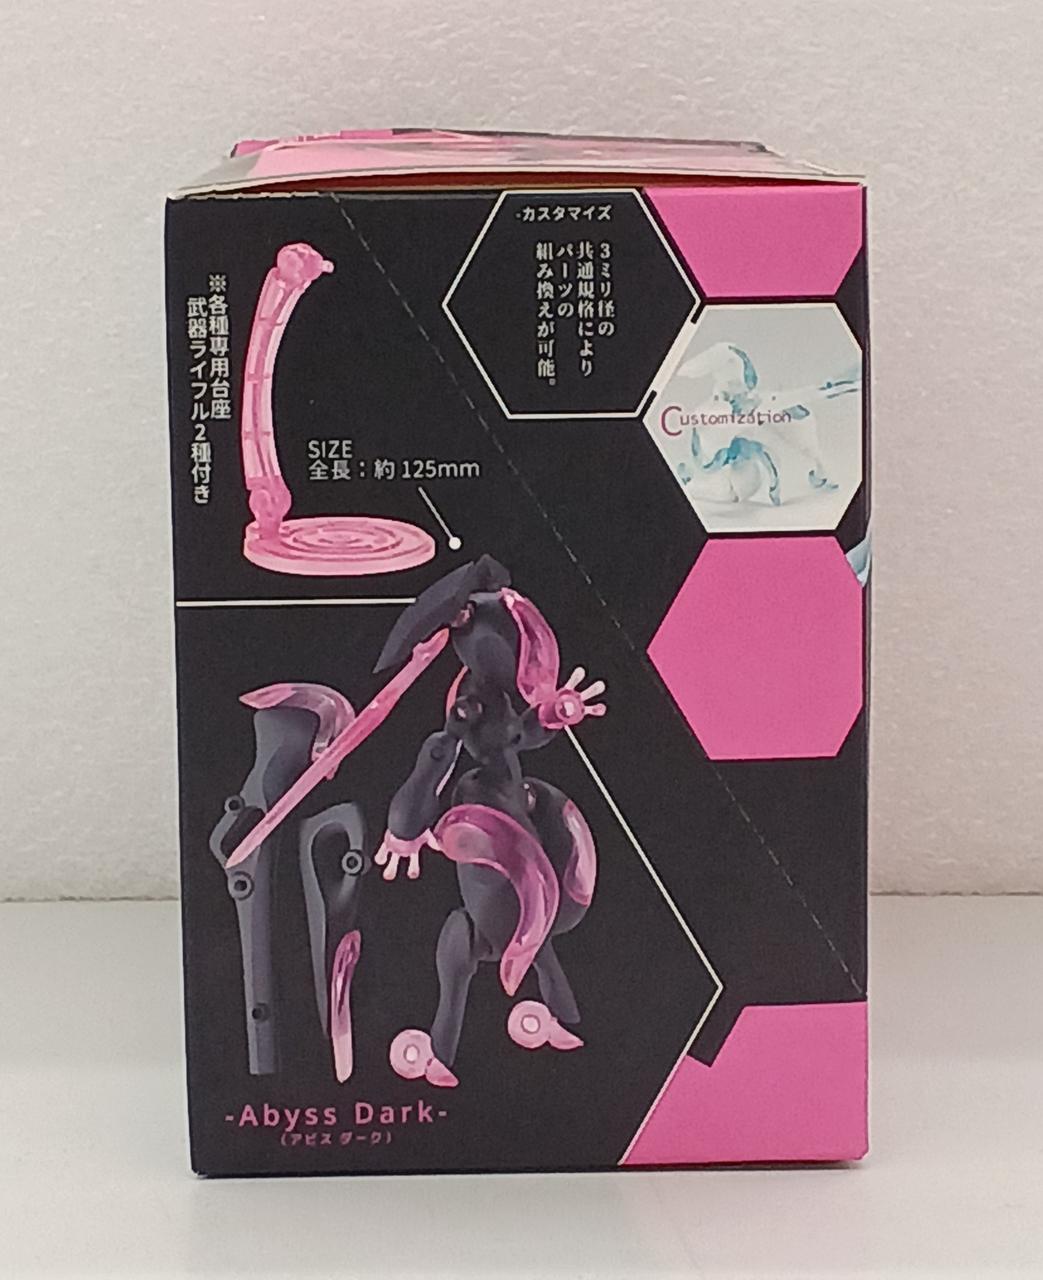 -カスタマイズ
3ミリ径の
共通規格により
パーツの
組み換えが可能。
Customization
※各種専用台座
武器ライフル2種付き
SIZE
全長：約 125mm
-Abyss Dark-
(アビス ダーク)